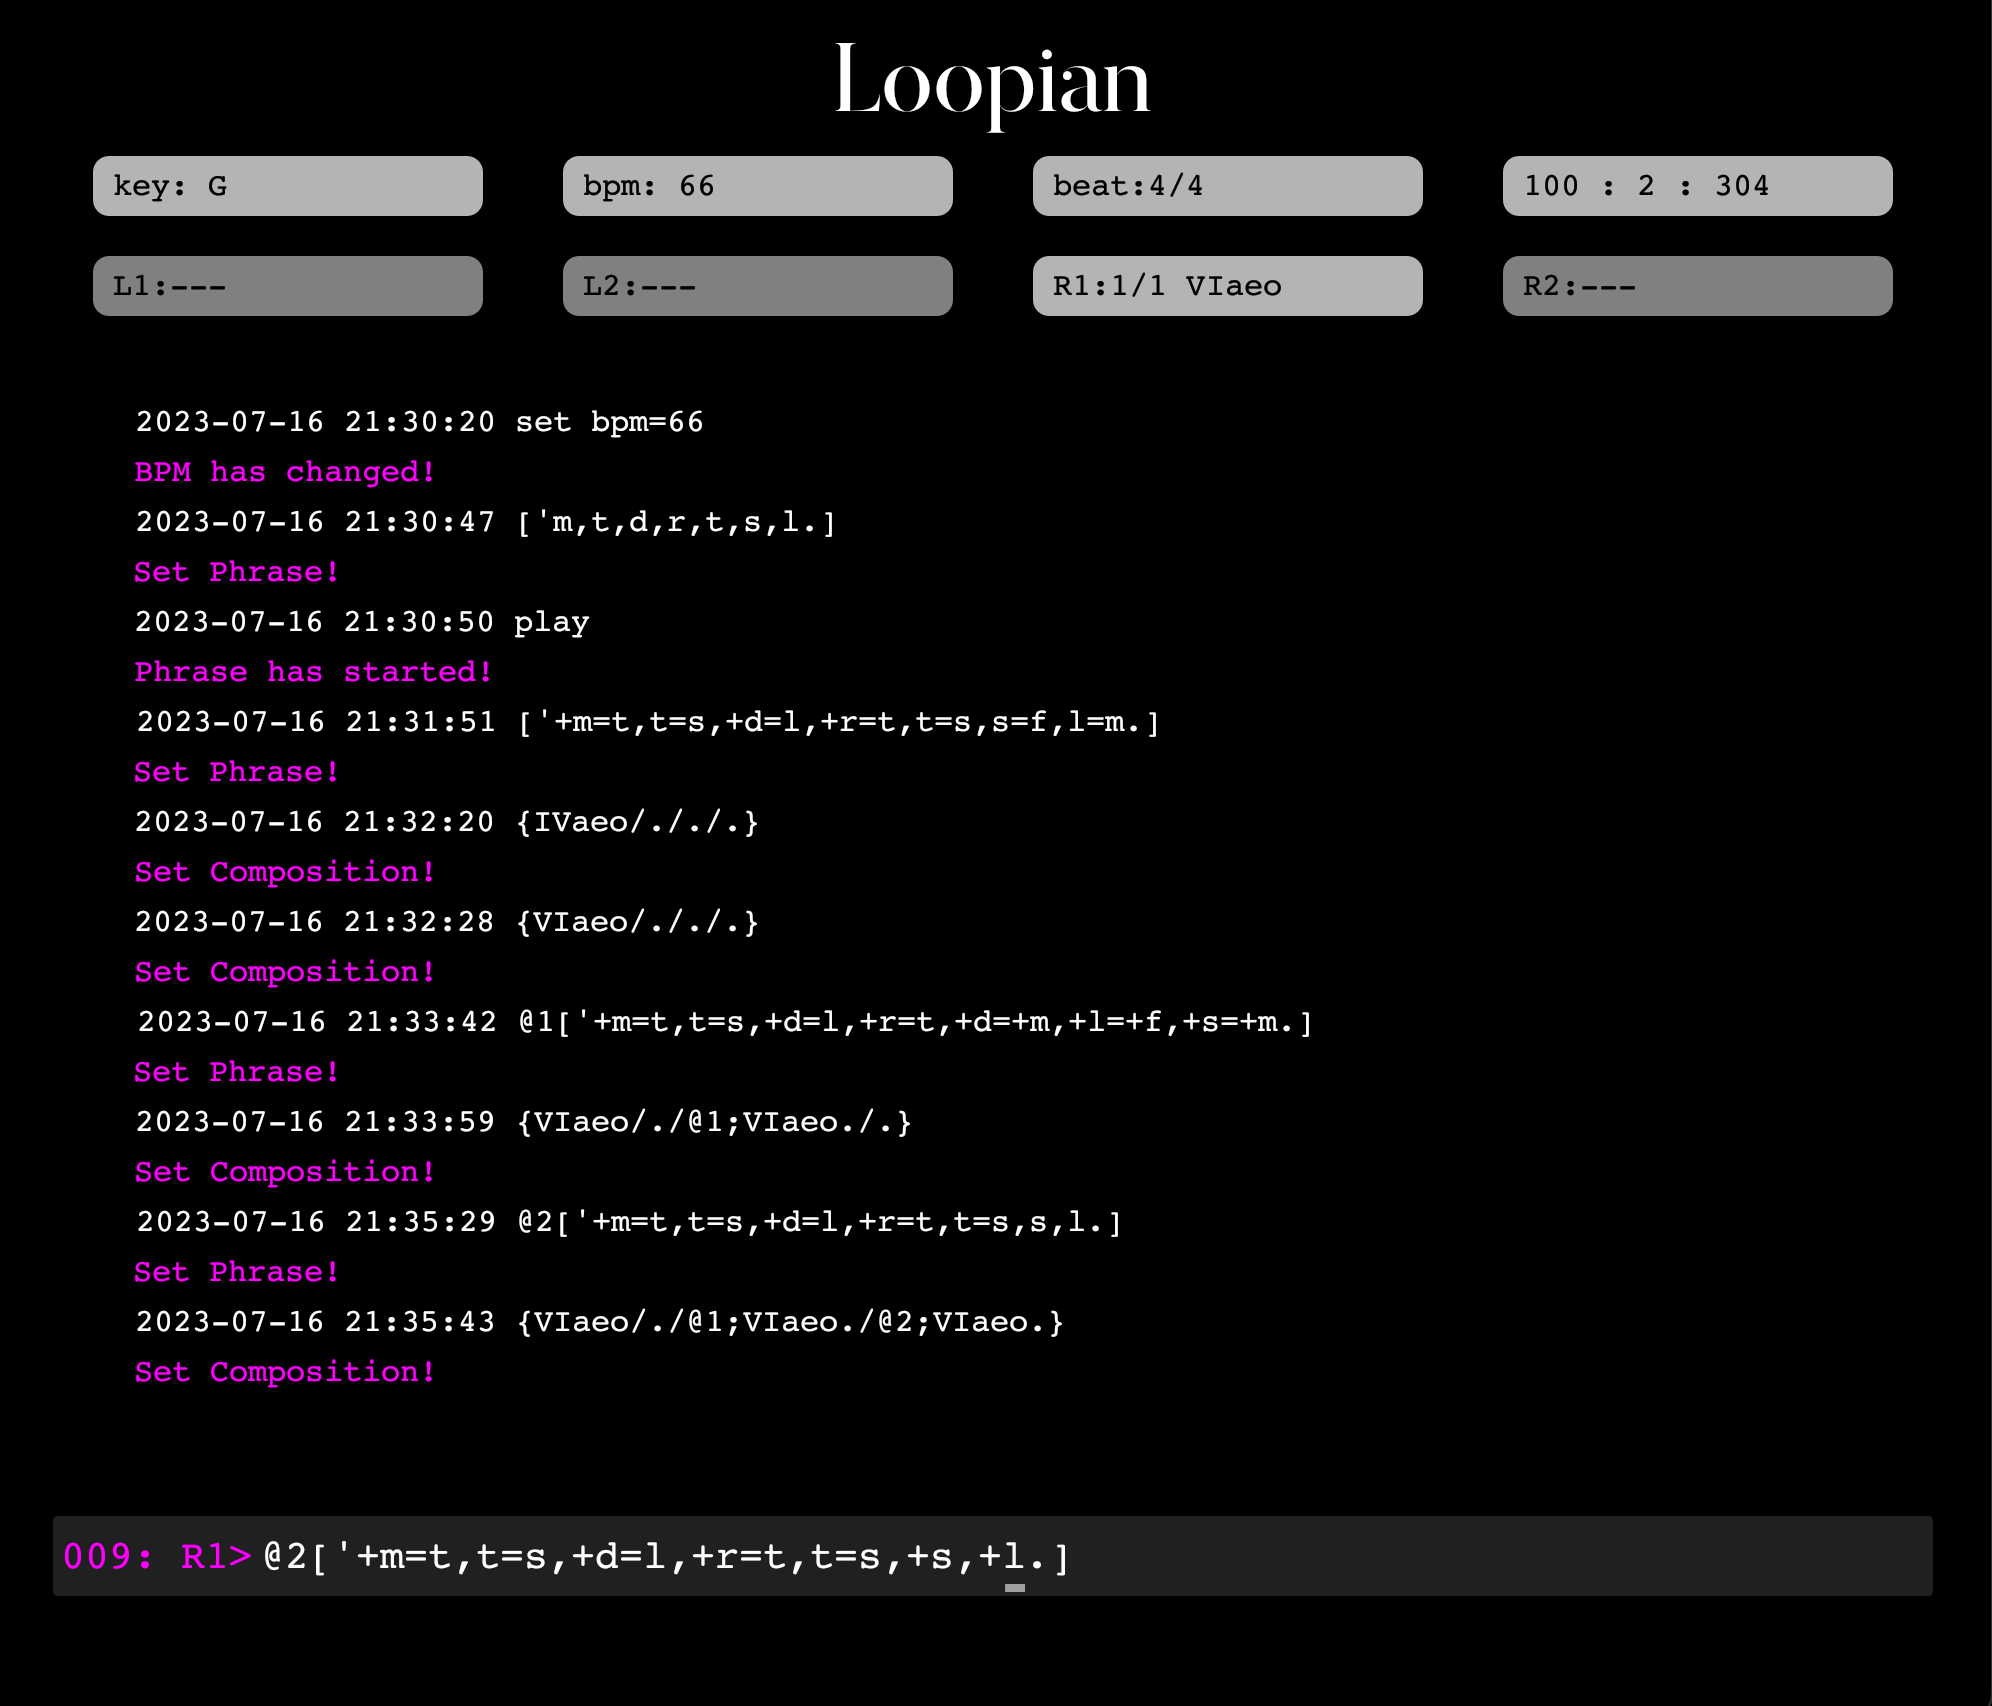 Loopian
key: G
bpm: 66
beat:4/4
100 : 2 : 304
L1:---
L2:---
R1:1/1 VIaeo
R2:---
2023-07-16 21:30:20 set bpm=66
BPM has changed!
2023-07-16 21:30:47 ['m,t,d,r,t,s,l.]
Set Phrase!
2023-07-16 21:30:50 play
Phrase has started!
2023-07-16 21:31:51 ['+m=t,t=s,+d=l,+r=t,t=s,s=f,l=m.]
Set Phrase!
2023-07-16 21:32:20 {IVaeo/././.}
Set Composition!
2023-07-16 21:32:28 {VIaeo/././.}
Set Composition!
2023-07-16 21:33:42 @1['+m=t,t=s,+d=l,+r=t,+d=+m,+l=+f,+s=+m.]
Set Phrase!
2023-07-16 21:33:59 {VIaeo/./@1;VIaeo./.}
Set Composition!
2023-07-16 21:35:29 @2['+m=t,t=s,+d=l,+r=t,t=s,s,l.]
Set Phrase!
2023-07-16 21:35:43 {VIaeo/./@1;VIaeo./@2;VIaeo.}
Set Composition!
009: R1>@2['+m=t,t=s,+d=l,+r=t,t=s,+s,+l.]